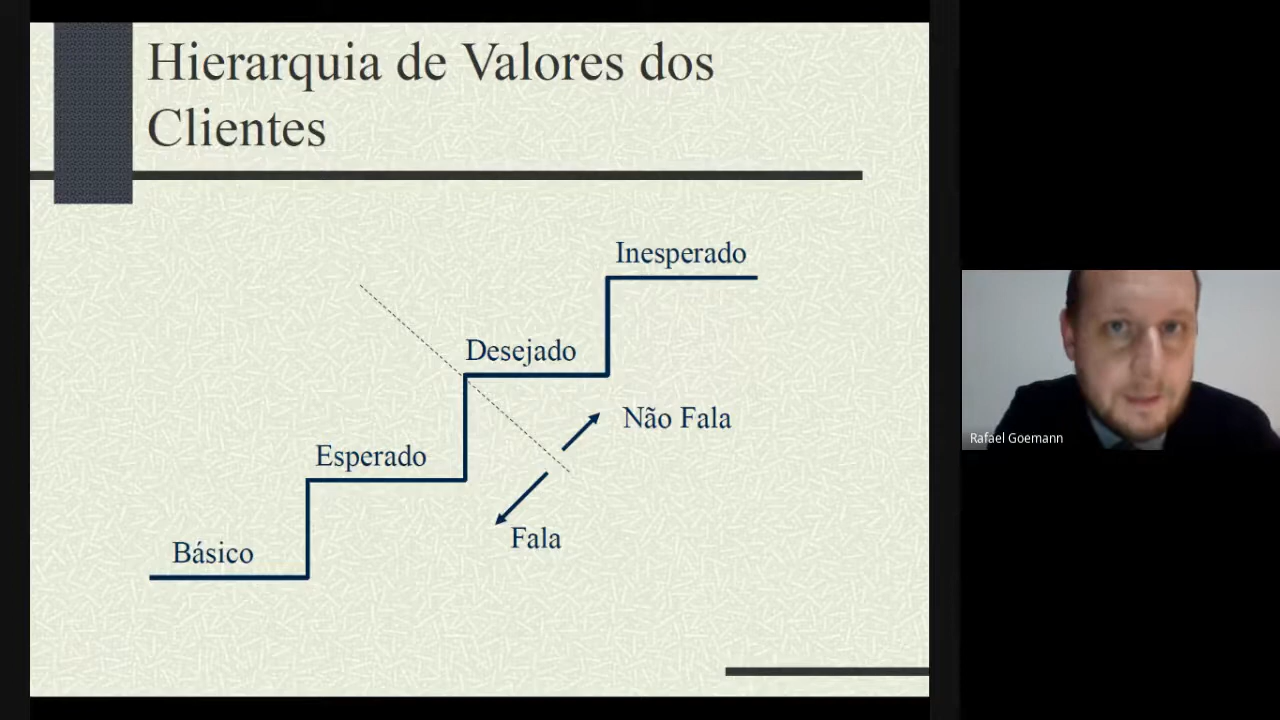 Hierarquia de Valores dos
Clientes
Inesperado
Desejado
Não Fala
Esperado
Fala
Básico
Rafael Goemann